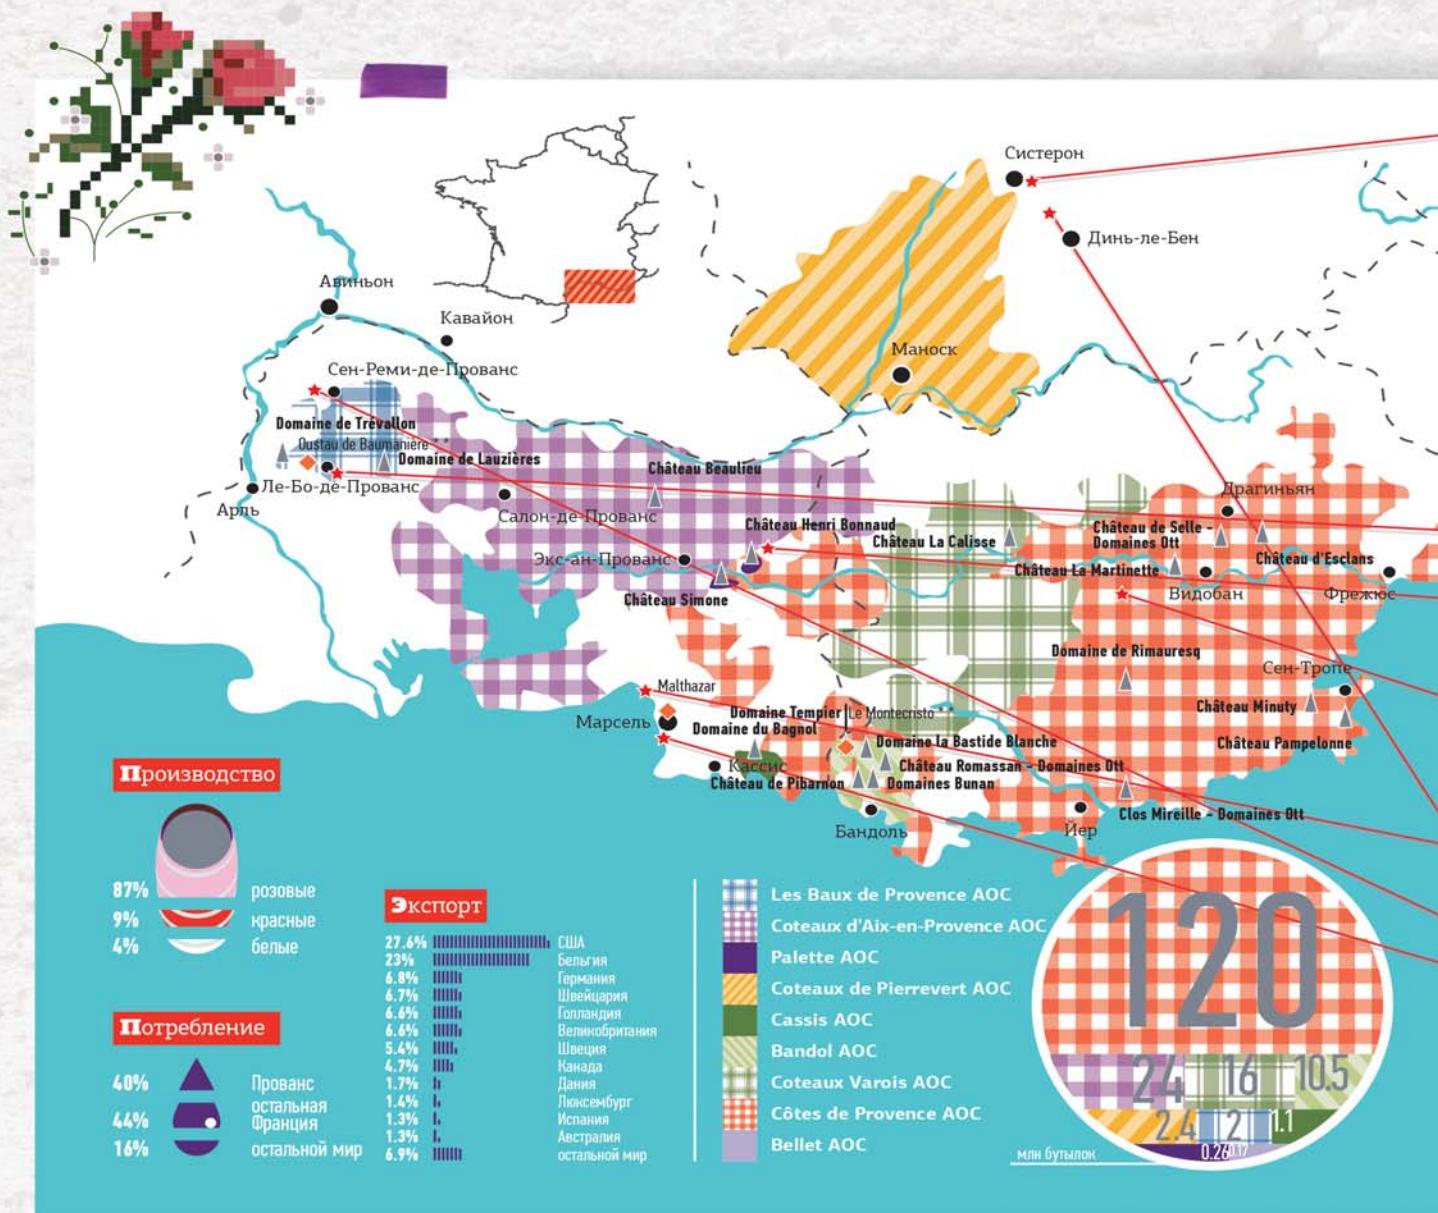 Систерон
Динь-ле-Бен
Авиньон
Кавайон
Маноск
Сен-Реми-де-Прованс
Domaine de Trévallon
Oustau de Baumanière **
Domaine de Lauzières
Château Beaulieu
Ле-Бо-де-Прованс
Арль
Салон-де-Прованс
Драгиньян
Château Henri Bonnaud
Château La Calisse
Château de Selle -
Domaines Ott
Château d'Esclans
Экс-ан-Прованс
Château La Martinette
Видобан
Фрежюс
Château Simone
Domaine de Rimauresq
Сен-Тропе
Malthazar
Château Minuty
Марсель
Domaine Tempier
Le Montecristo **
Domaine du Bagnol
Domaine la Bastide Blanche
Château Pampelonne
Кассис
Château Romassan - Domaines Ott
Château de Pibarnon
Domaines Bunan
Clos Mireille - Domaines Ott
Бандоль
Йер
Производство
87% розовые
9% красные
4% белые
Потребление
40% Прованс
44% остальная
Франция
16% остальной мир
Экспорт
27.6% США
23% Бельгия
6.8% Германия
6.7% Швейцария
6.6% Голландия
6.6% Великобритания
5.4% Швеция
4.7% Канада
1.7% Дания
1.4% Люксембург
1.3% Испания
1.3% Австралия
6.9% остальной мир
Les Baux de Provence AOC
Coteaux d'Aix-en-Provence AOC
Palette AOC
Coteaux de Pierrevert AOC
Cassis AOC
Bandol AOC
Coteaux Varois AOC
Côtes de Provence AOC
Bellet AOC
120
24 16 10.5
2.4 2 1.1
0.26 0.17
млн бутылок